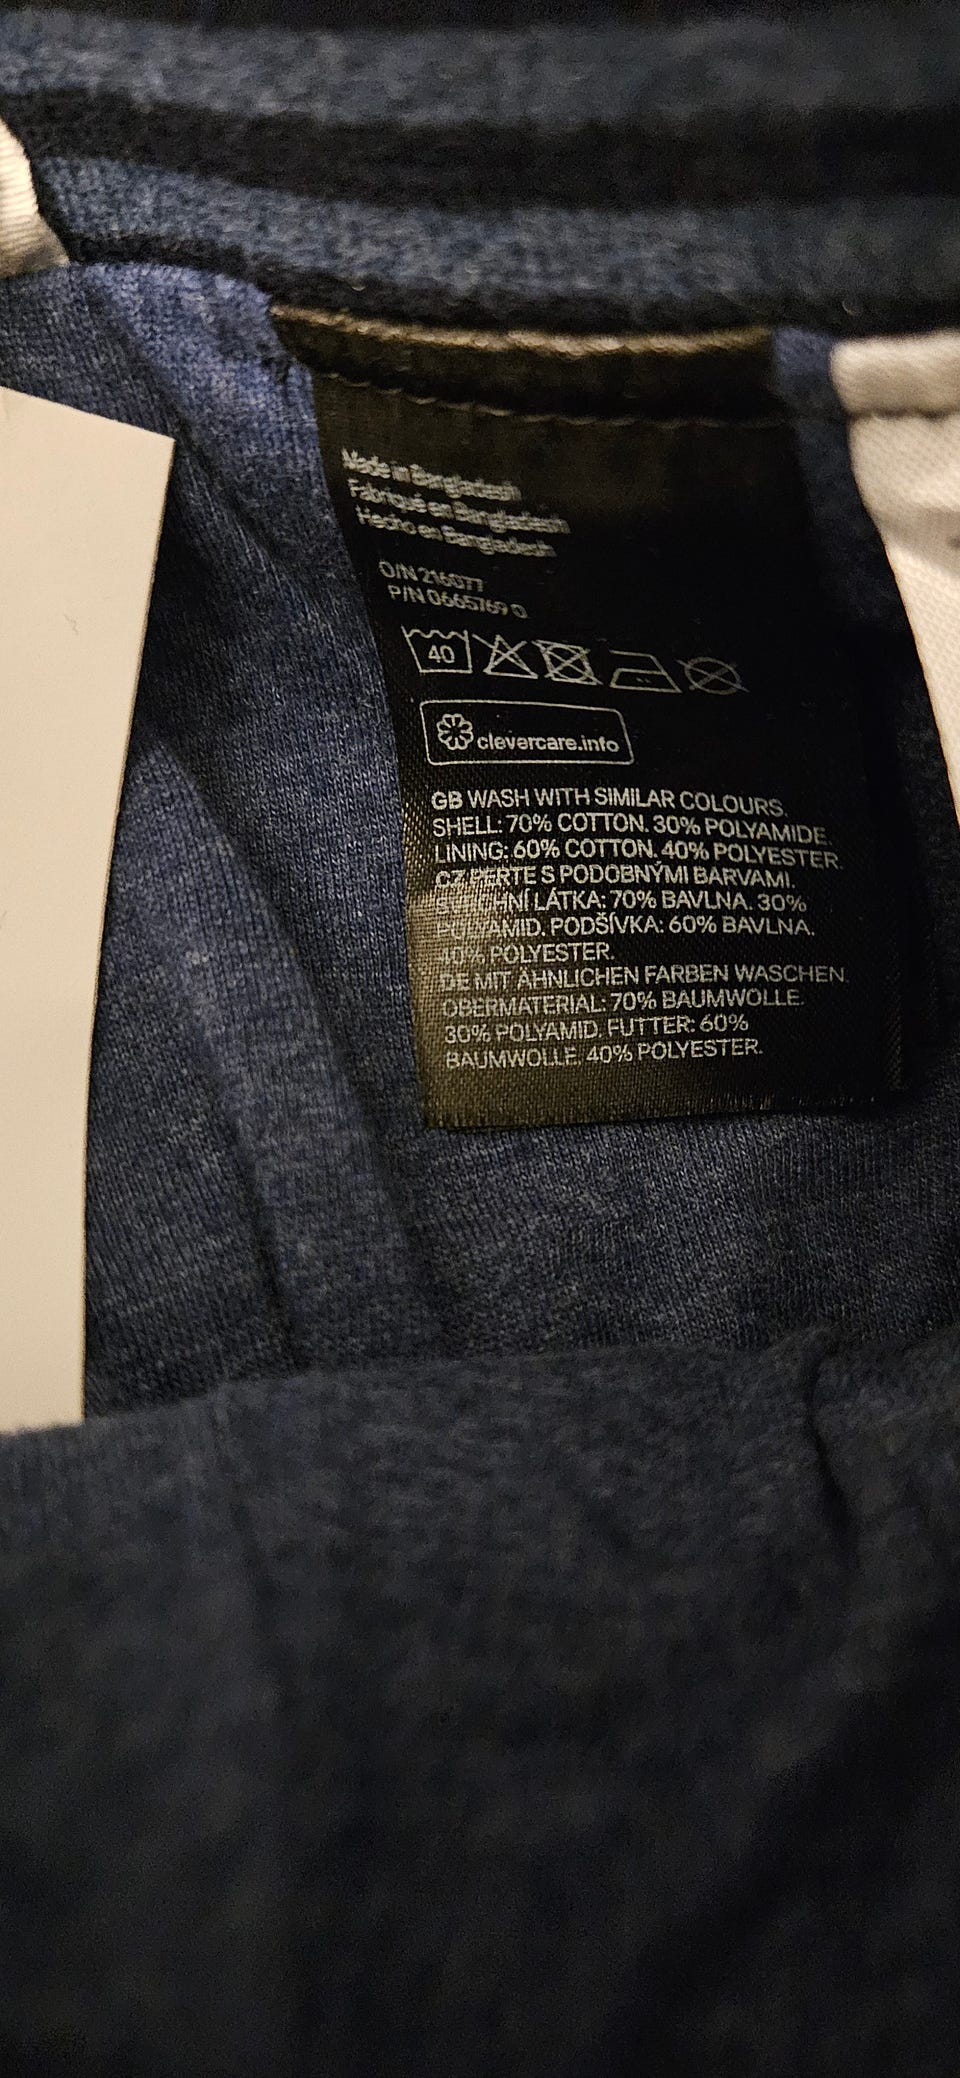 Made in Bangladesh
Fabriqué en Bangladesh
Hecho en Bangladesh
O/N 216077
P/N 0665769 0
40
clevercare.info
GB WASH WITH SIMILAR COLOURS.
SHELL: 70% COTTON. 30% POLYAMIDE.
LINING: 60% COTTON. 40% POLYESTER.
CZ PERTE S PODOBNÝMI BARVAMI.
SVRCHNÍ LÁTKA: 70% BAVLNA. 30%
POLYAMID. PODŠÍVKA: 60% BAVLNA.
40% POLYESTER.
DE MIT ÄHNLICHEN FARBEN WASCHEN.
OBERMATERIAL: 70% BAUMWOLLE.
30% POLYAMID. FUTTER: 60%
BAUMWOLLE. 40% POLYESTER.